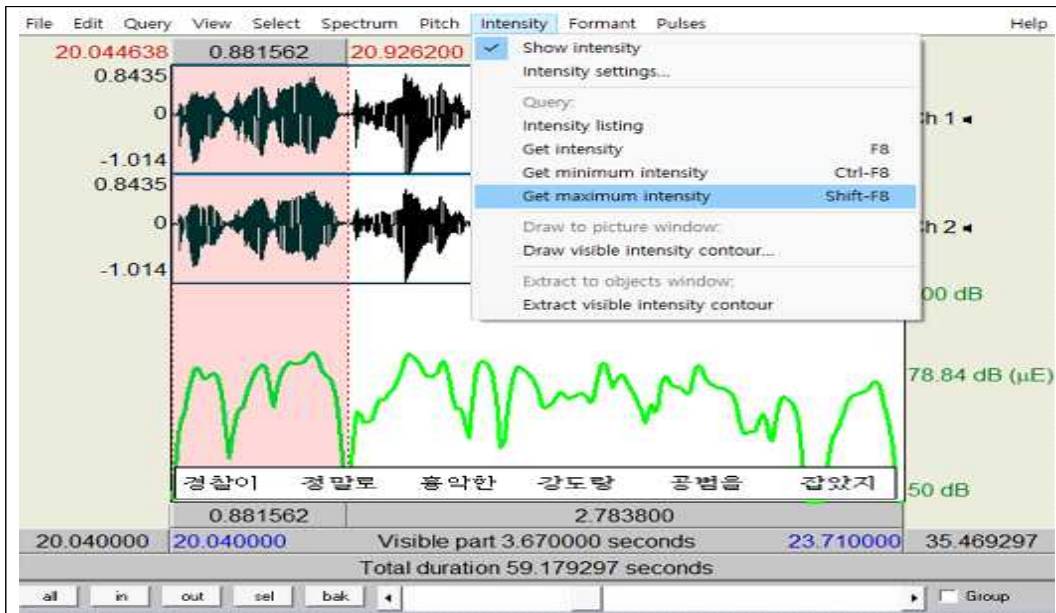 File Edit Query View Select Spectrum Pitch Intensity Formant Pulses Help
20.044638 0.881562 20.926200
Show intensity
Intensity settings...
Query:
Intensity listing
Get intensity F8
Get minimum intensity Ctrl-F8
Get maximum intensity Shift-F8
Draw to picture window:
Draw visible intensity contour...
Extract to objects window:
Extract visible intensity contour
0.8435
0
-1.014
h 1
0.8435
0
-1.014
h 2
00 dB
78.84 dB (µE)
50 dB
경찰이 정말로 흉악한 강도랑 공범을 잡았지
0.881562 2.783800
20.040000 20.040000 Visible part 3.670000 seconds 23.710000 35.469297
Total duration 59.179297 seconds
all in out sel bak Group